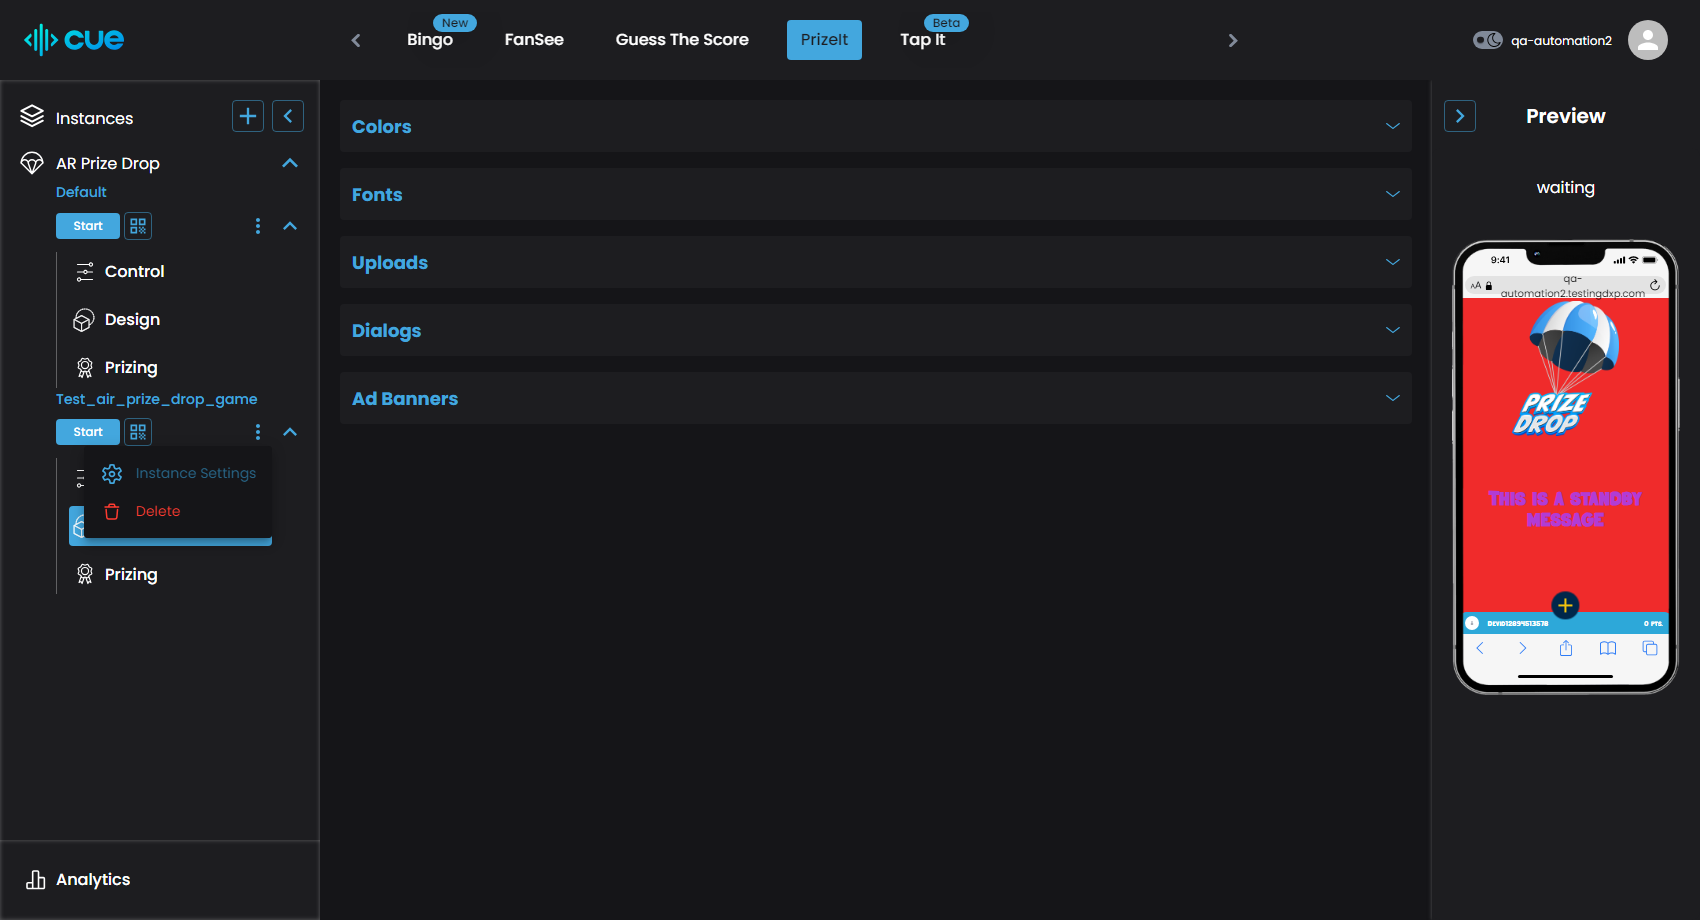 cue
Bingo
New
FanSee
Guess The Score
PrizeIt
Tap It
Beta
qa-automation2
Instances
AR Prize Drop
Default
Start
Control
Design
Prizing
Test_air_prize_drop_game
Start
Instance Settings
Delete
Prizing
Analytics
Colors
Fonts
Uploads
Dialogs
Ad Banners
Preview
waiting
9:41
AA
qa-
automation2.testingdxp.com
PRIZE
DROP
THIS IS A STANDBY
MESSAGE
0 PTS.